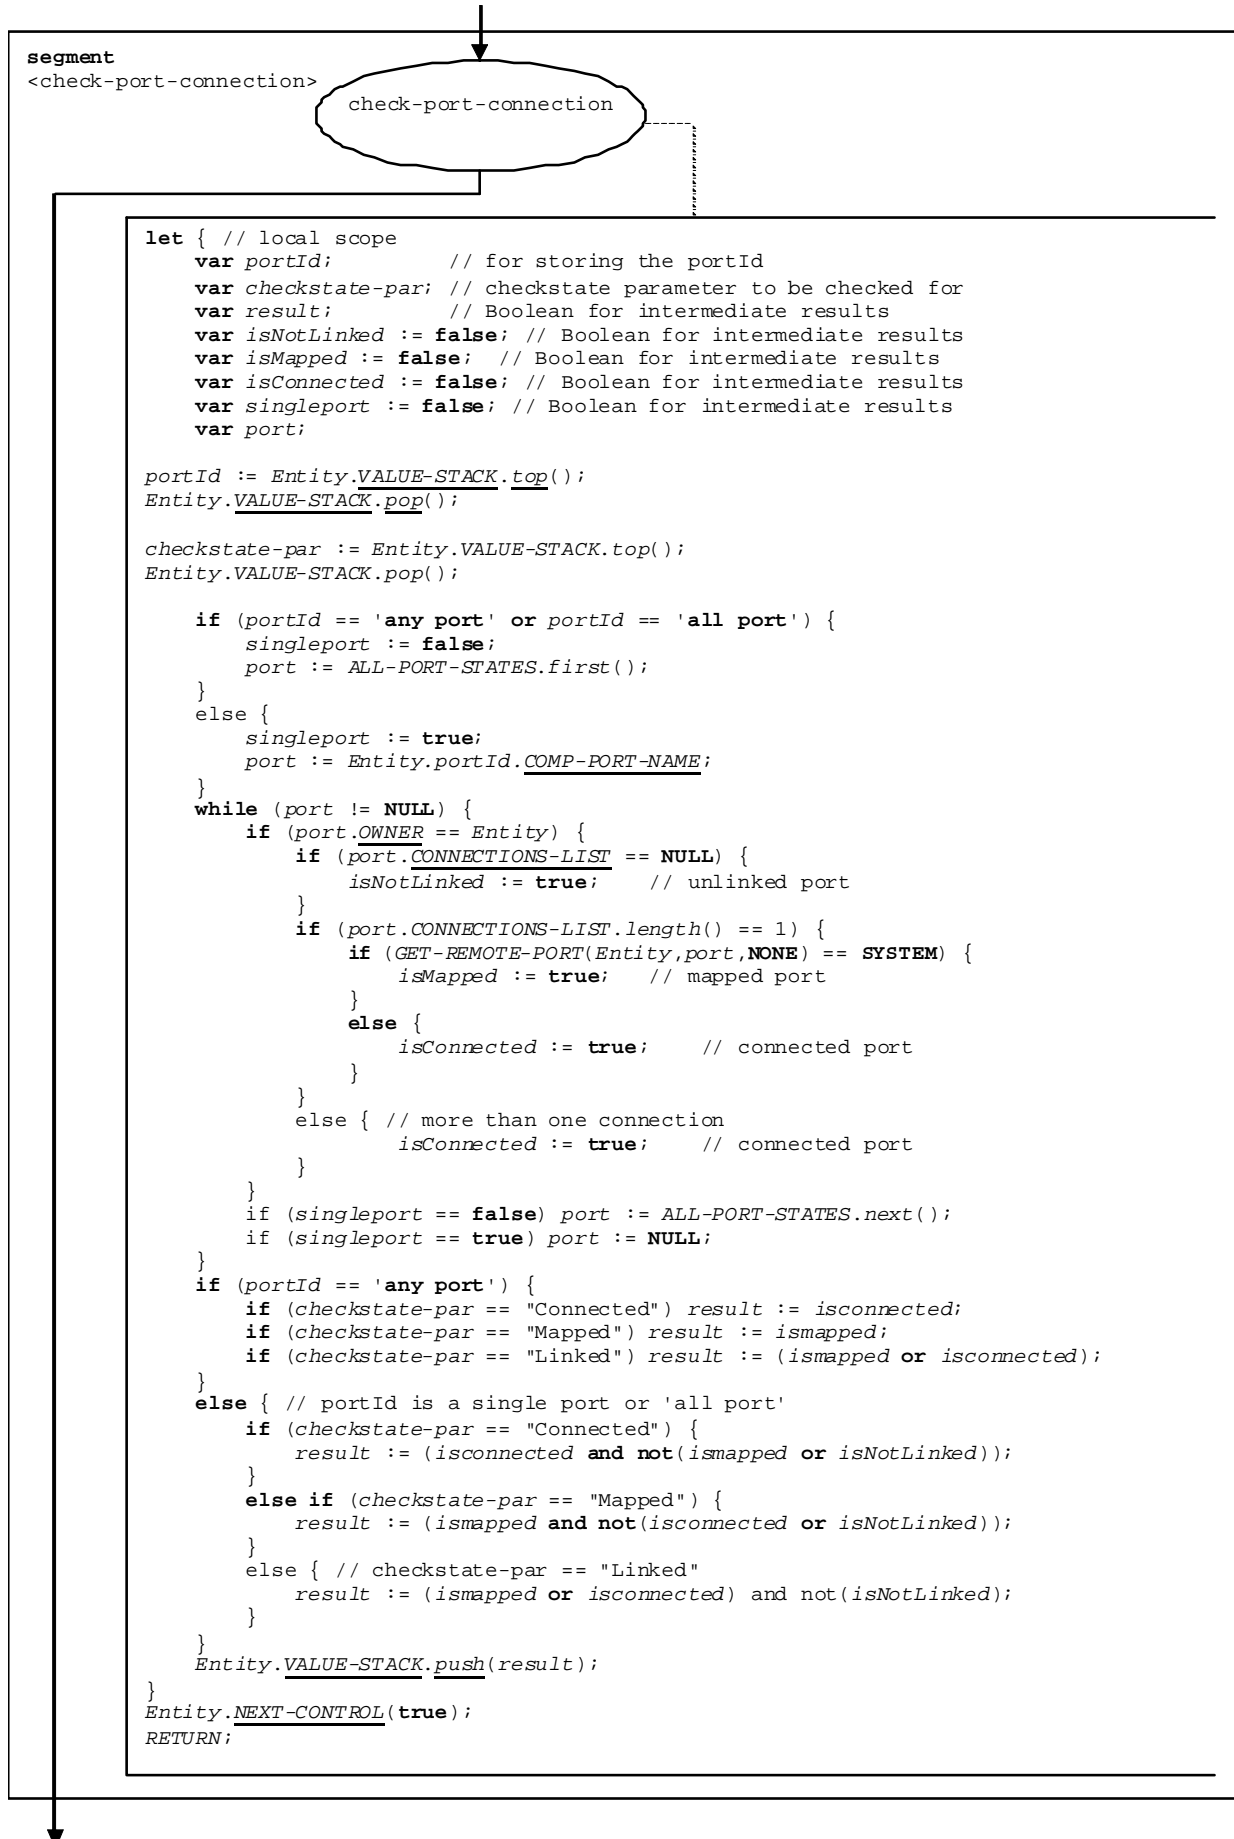 segment
<check-port-connection>
check-port-connection
let { // local scope
var portId; // for storing the portId
var checkstate-par; // checkstate parameter to be checked for
var result; // Boolean for intermediate results
var isNotLinked := false; // Boolean for intermediate results
var isMapped := false; // Boolean for intermediate results
var isConnected := false; // Boolean for intermediate results
var singleport := false; // Boolean for intermediate results
var port;
portId := Entity.VALUE-STACK.top();
Entity.VALUE-STACK.pop();
checkstate-par := Entity.VALUE-STACK.top();
Entity.VALUE-STACK.pop();
if (portId == 'any port' or portId == 'all port') {
singleport := false;
port := ALL-PORT-STATES.first();
}
else {
singleport := true;
port := Entity.portId.COMP-PORT-NAME;
}
while (port != NULL) {
if (port.OWNER == Entity) {
if (port.CONNECTIONS-LIST == NULL) {
isNotLinked := true; // unlinked port
}
if (port.CONNECTIONS-LIST.length() == 1) {
if (GET-REMOTE-PORT(Entity,port,NONE) == SYSTEM) {
isMapped := true; // mapped port
}
else {
isConnected := true; // connected port
}
}
else { // more than one connection
isConnected := true; // connected port
}
}
if (singleport == false) port := ALL-PORT-STATES.next();
if (singleport == true) port := NULL;
}
if (portId == 'any port') {
if (checkstate-par == "Connected") result := isconnected;
if (checkstate-par == "Mapped") result := ismapped;
if (checkstate-par == "Linked") result := (ismapped or isconnected);
}
else { // portId is a single port or 'all port'
if (checkstate-par == "Connected") {
result := (isconnected and not(ismapped or isNotLinked));
}
else if (checkstate-par == "Mapped") {
result := (ismapped and not(isconnected or isNotLinked));
}
else { // checkstate-par == "Linked"
result := (ismapped or isconnected) and not(isNotLinked);
}
}
Entity.VALUE-STACK.push(result);
}
Entity.NEXT-CONTROL(true);
RETURN;